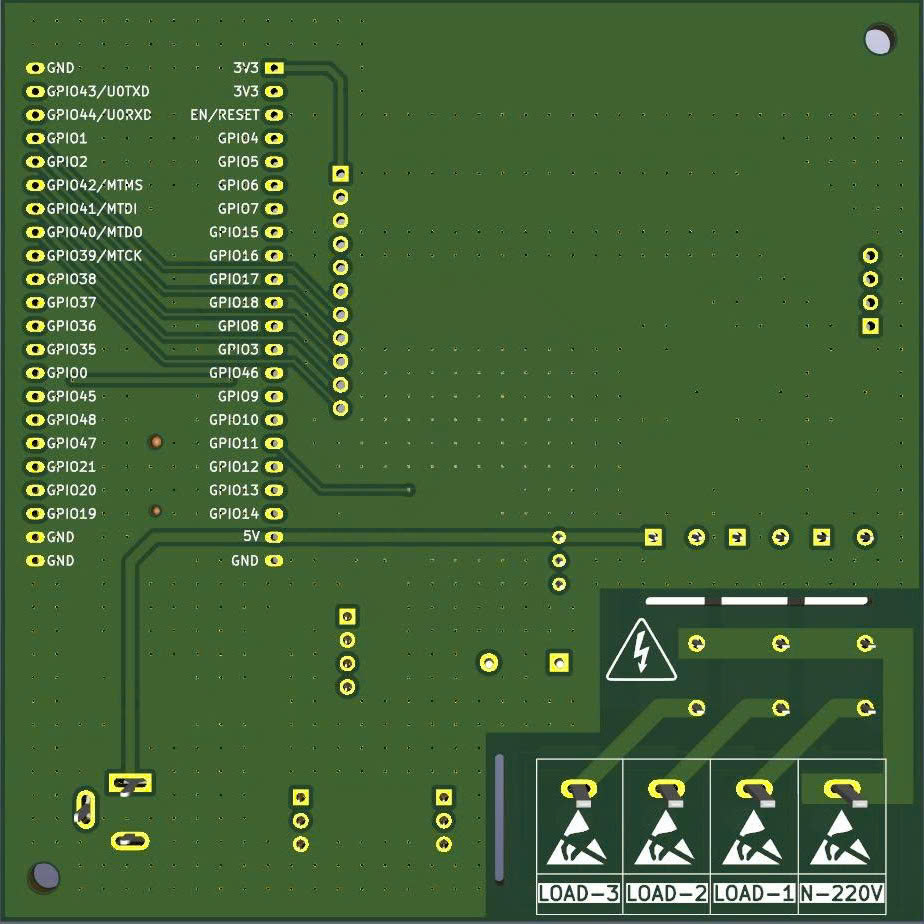 GND 3V3
GPIO43/U0TXD 3V3
GPIO44/U0RXD EN/RESET
GPIO1 GPIO4
GPIO2 GPIO5
GPIO42/MTMS GPIO6
GPIO41/MTDI GPIO7
GPIO40/MTDO GPIO15
GPIO39/MTCK GPIO16
GPIO38 GPIO17
GPIO37 GPIO18
GPIO36 GPIO8
GPIO35 GPIO3
GPIO0 GPIO46
GPIO45 GPIO9
GPIO48 GPIO10
GPIO47 GPIO11
GPIO21 GPIO12
GPIO20 GPIO13
GPIO19 GPIO14
GND 5V
GND GND
LOAD-3 LOAD-2 LOAD-1 N-220V